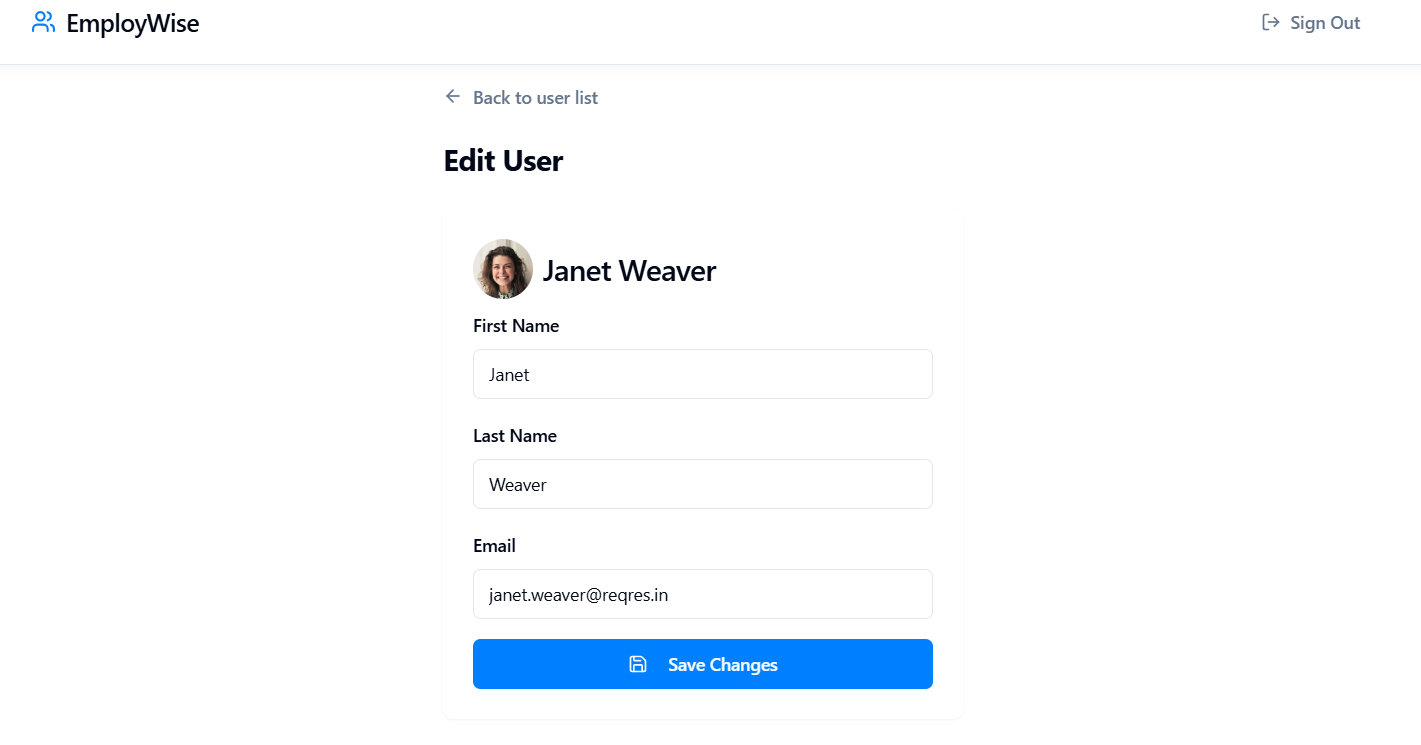 EmployWise
Sign Out
Back to user list
Edit User
Janet Weaver
First Name
Janet
Last Name
Weaver
Email
janet.weaver@reqres.in
Save Changes